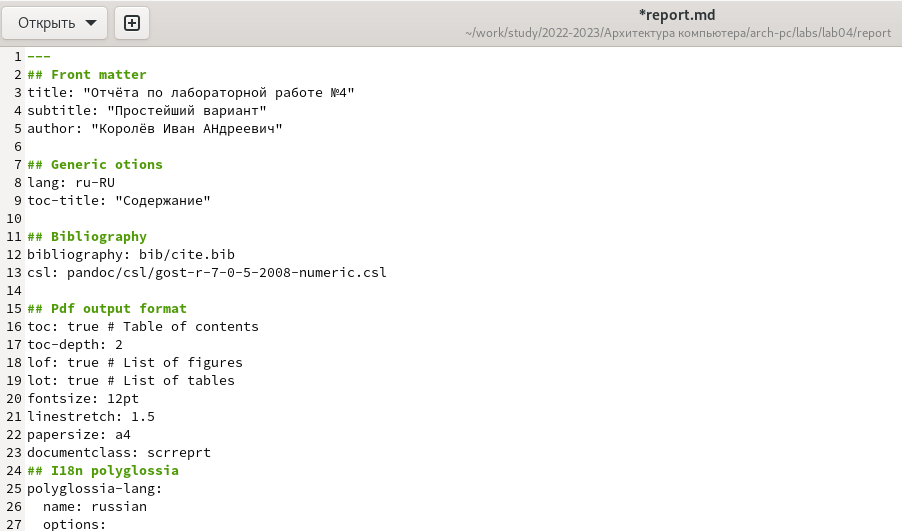 Открыть
*report.md
~/work/study/2022-2023/Архитектура компьютера/arch-pc/labs/lab04/report
1 ---
2 ## Front matter
3 title: "Отчёта по лабораторной работе №4"
4 subtitle: "Простейший вариант"
5 author: "Королёв Иван АНдреевич"
6
7 ## Generic otions
8 lang: ru-RU
9 toc-title: "Содержание"
10
11 ## Bibliography
12 bibliography: bib/cite.bib
13 csl: pandoc/csl/gost-r-7-0-5-2008-numeric.csl
14
15 ## Pdf output format
16 toc: true # Table of contents
17 toc-depth: 2
18 lof: true # List of figures
19 lot: true # List of tables
20 fontsize: 12pt
21 linestretch: 1.5
22 papersize: a4
23 documentclass: scrreprt
24 ## I18n polyglossia
25 polyglossia-lang:
26   name: russian
27   options: